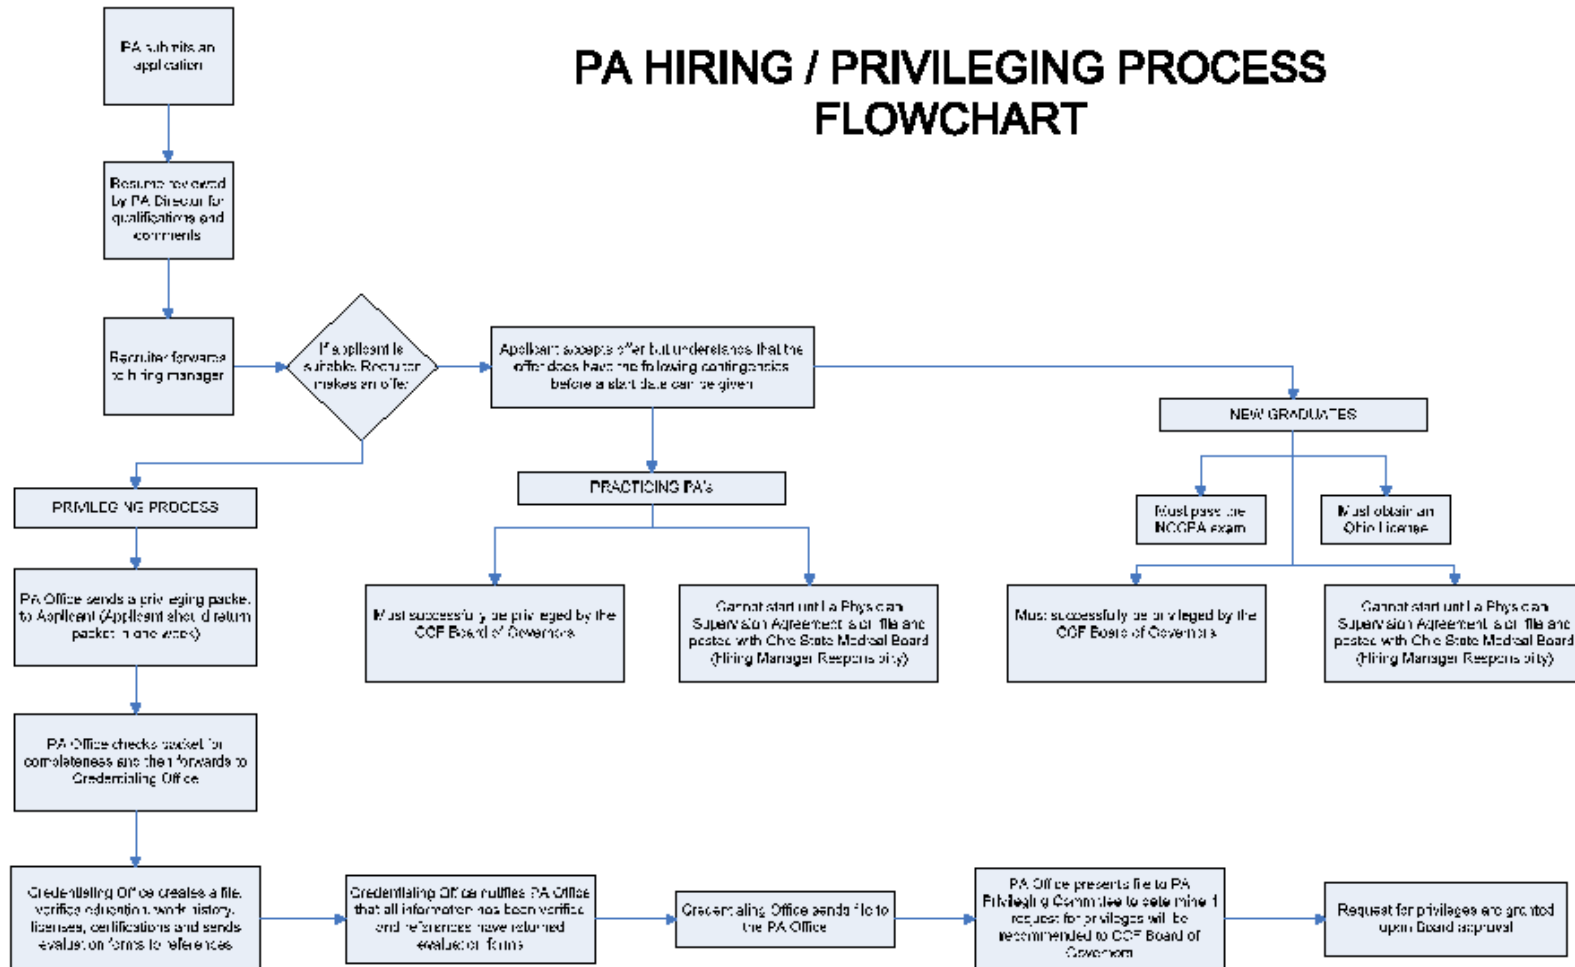 PA HIRING / PRIVILEGING PROCESS
FLOWCHART
PA submits an
application
Resume reviewed
by PA Director for
qualifications and
comments
Recruiter forwards
to hiring manager
If applicant is
suitable, Recruiter
makes an offer
Applicant accepts offer but understands that the
offer does have the following contingencies
before a start date can be given
NEW GRADUATES
Must pass the
NCCPA exam
Must obtain an
Ohio License
Must successfully be privileged by the
CCF Board of Governors
Cannot start until a Physician
Supervision Agreement is on file and
posted with Ohio State Medical Board
(Hiring Manager Responsibility)
PRACTICING PA's
Must successfully be privileged by the
CCF Board of Governors
Cannot start until a Physician
Supervision Agreement is on file and
posted with Ohio State Medical Board
(Hiring Manager Responsibility)
PRIVILEGING PROCESS
PA Office sends a privileging packet
to Applicant (Applicant should return
packet in one week)
PA Office checks packet for
completeness and then forwards to
Credentialing Office
Credentialing Office creates a file,
verifies education, work history,
licenses, certifications and sends
evaluation forms to references
Credentialing Office notifies PA Office
that all information has been verified
and references have returned
evaluation forms
Credentialing Office sends file to
the PA Office
PA Office presents file to PA
Privileging Committee to determine if
request for privileges will be
recommended to CCF Board of
Governors
Request for privileges are granted
upon Board approval